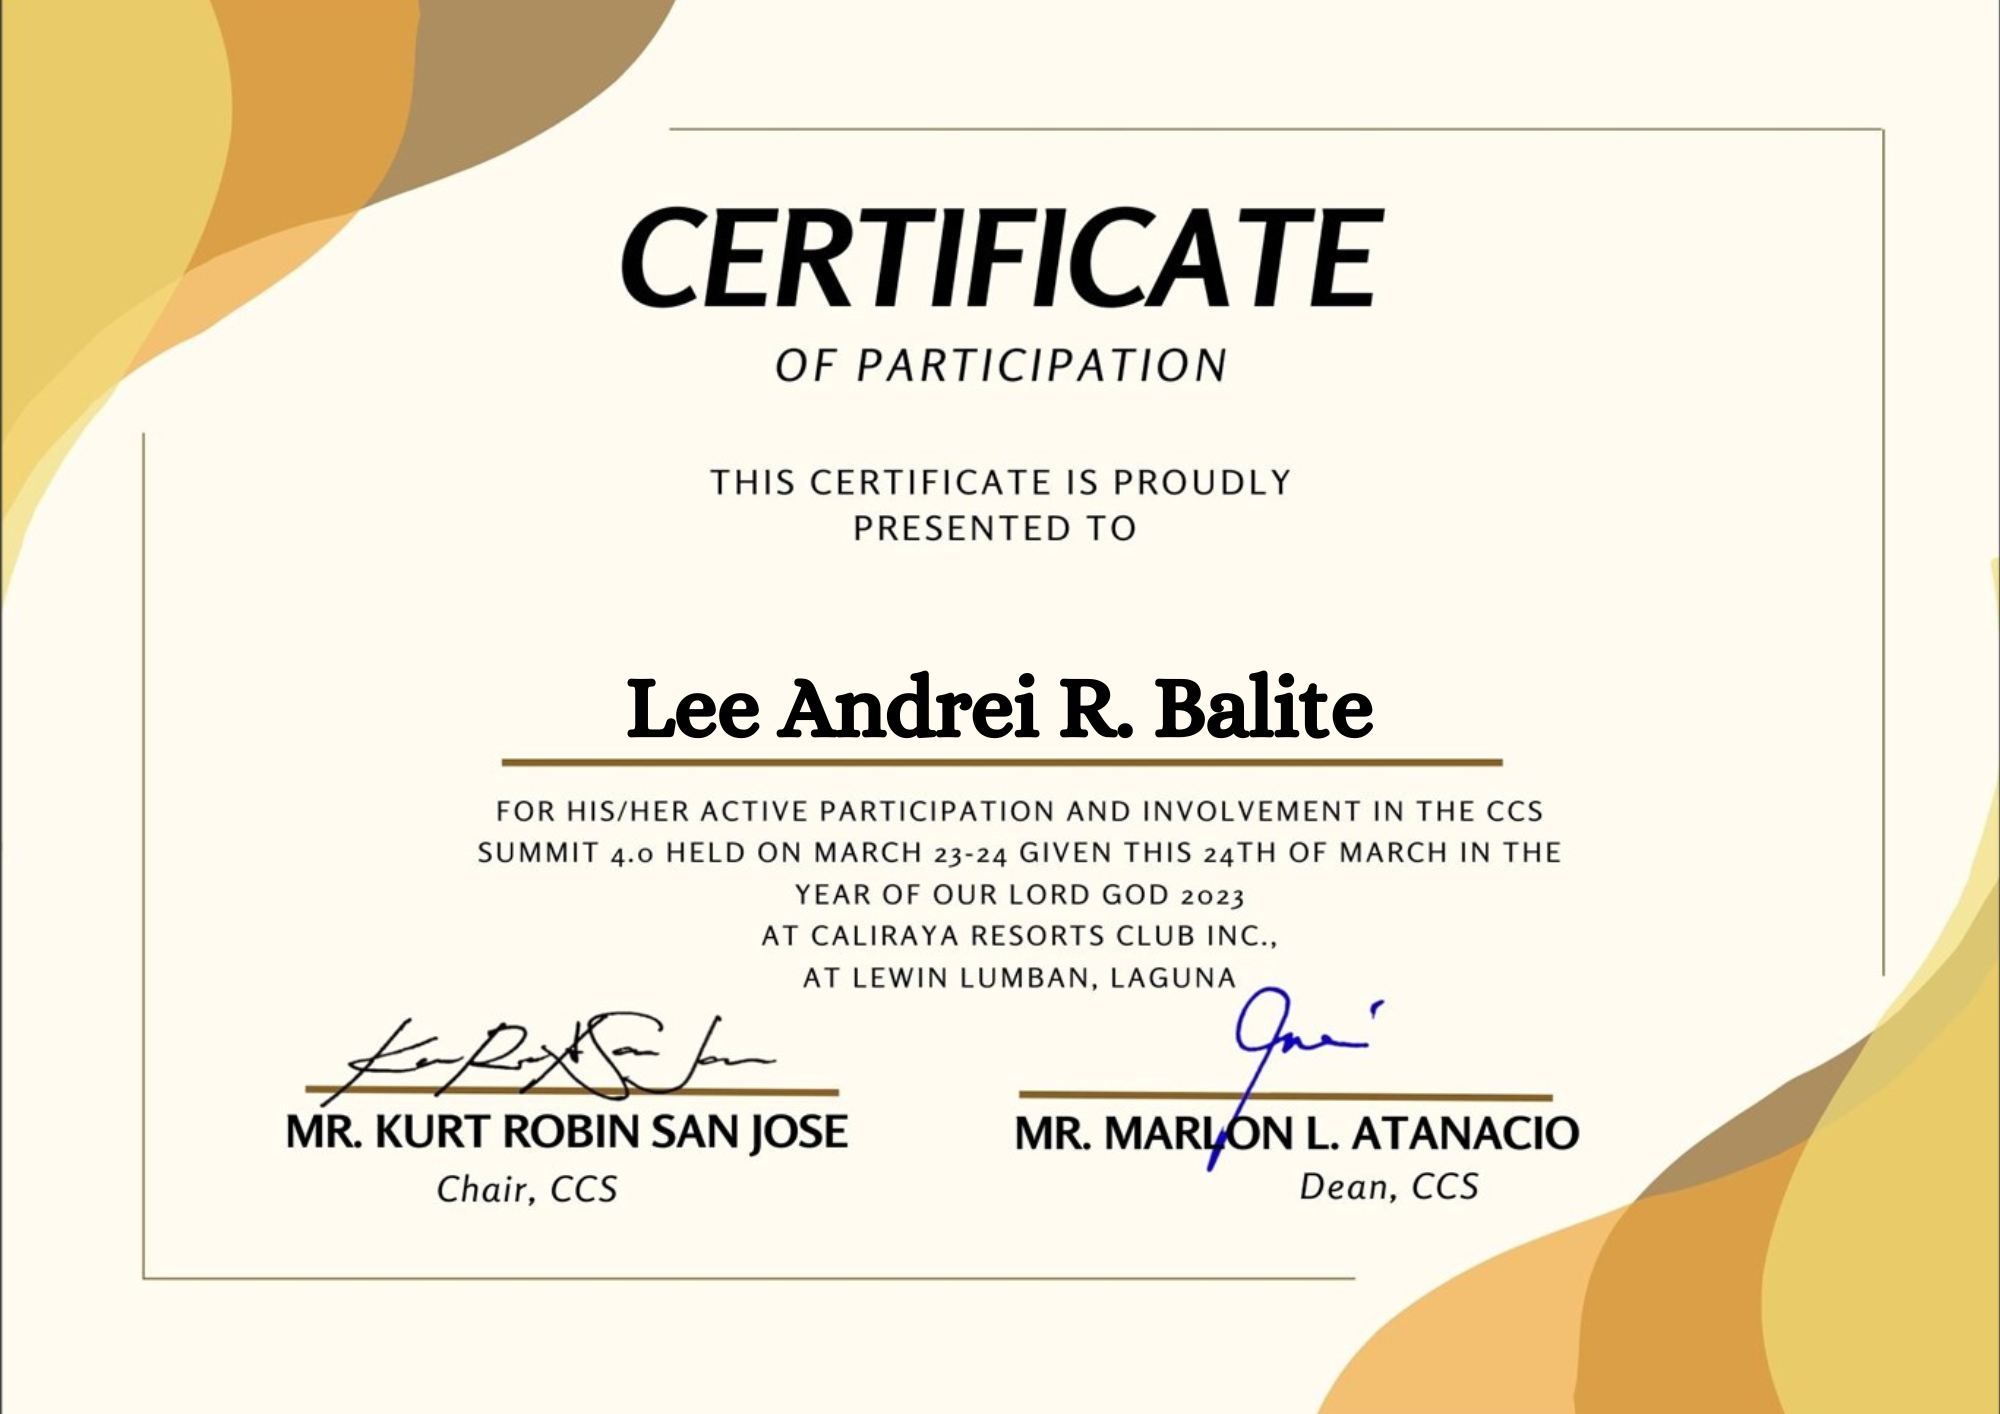 CERTIFICATE
OF PARTICIPATION
THIS CERTIFICATE IS PROUDLY
PRESENTED TO
Lee Andrei R. Balite
FOR HIS/HER ACTIVE PARTICIPATION AND INVOLVEMENT IN THE CCS
SUMMIT 4.0 HELD ON MARCH 23-24 GIVEN THIS 24TH OF MARCH IN THE
YEAR OF OUR LORD GOD 2023
AT CALIRAYA RESORTS CLUB INC.,
AT LEWIN LUMBAN, LAGUNA
MR. KURT ROBIN SAN JOSE
Chair, CCS
MR. MARLON L. ATANACIO
Dean, CCS